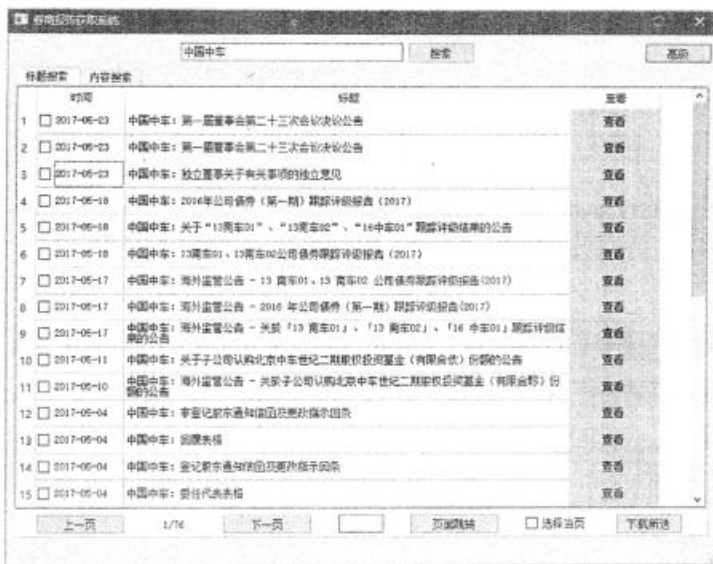 券商报告获取系统
中国中车 搜索 高级
标题搜索 内容搜索
时间 标题 查看
1 2017-05-23 中国中车：第一届董事会第二十三次会议决议公告 查看
2 2017-05-23 中国中车：第一届董事会第二十三次会议决议公告 查看
3 2017-05-23 中国中车：独立董事关于有关事项的独立意见 查看
4 2017-05-18 中国中车：2016年公司债券（第一期）跟踪评级报告（2017） 查看
5 2017-05-18 中国中车：关于“13南车01”、“13南车02”、“16中车01”跟踪评级结果的公告 查看
6 2017-05-18 中国中车：13南车01、13南车02公司债券跟踪评级报告（2017） 查看
7 2017-05-17 中国中车：海外监管公告 - 13 南车01、13 南车02 公司债券跟踪评级报告(2017) 查看
8 2017-05-17 中国中车：海外监管公告 - 2016 年公司债券（第一期）跟踪评级报告(2017) 查看
9 2017-05-17 中国中车：海外监管公告 - 关於「13 南车01」、「13 南车02」、「16 中车01」跟踪评级结果的公告 查看
10 2017-05-11 中国中车：关于子公司认购北京中车世纪二期股权投资基金（有限合伙）份额的公告 查看
11 2017-05-10 中国中车：海外监管公告 - 关於子公司认购北京中车世纪二期股权投资基金（有限合夥）份额的公告 查看
12 2017-05-04 中国中车：非登记股东通知信函及更改指示回条 查看
13 2017-05-04 中国中车：回覆表格 查看
14 2017-05-04 中国中车：登记股东通知信函及更改指示回条 查看
15 2017-05-04 中国中车：委任代表表格 查看
上一页 1/76 下一页 页面跳转 选择当页 下载所选